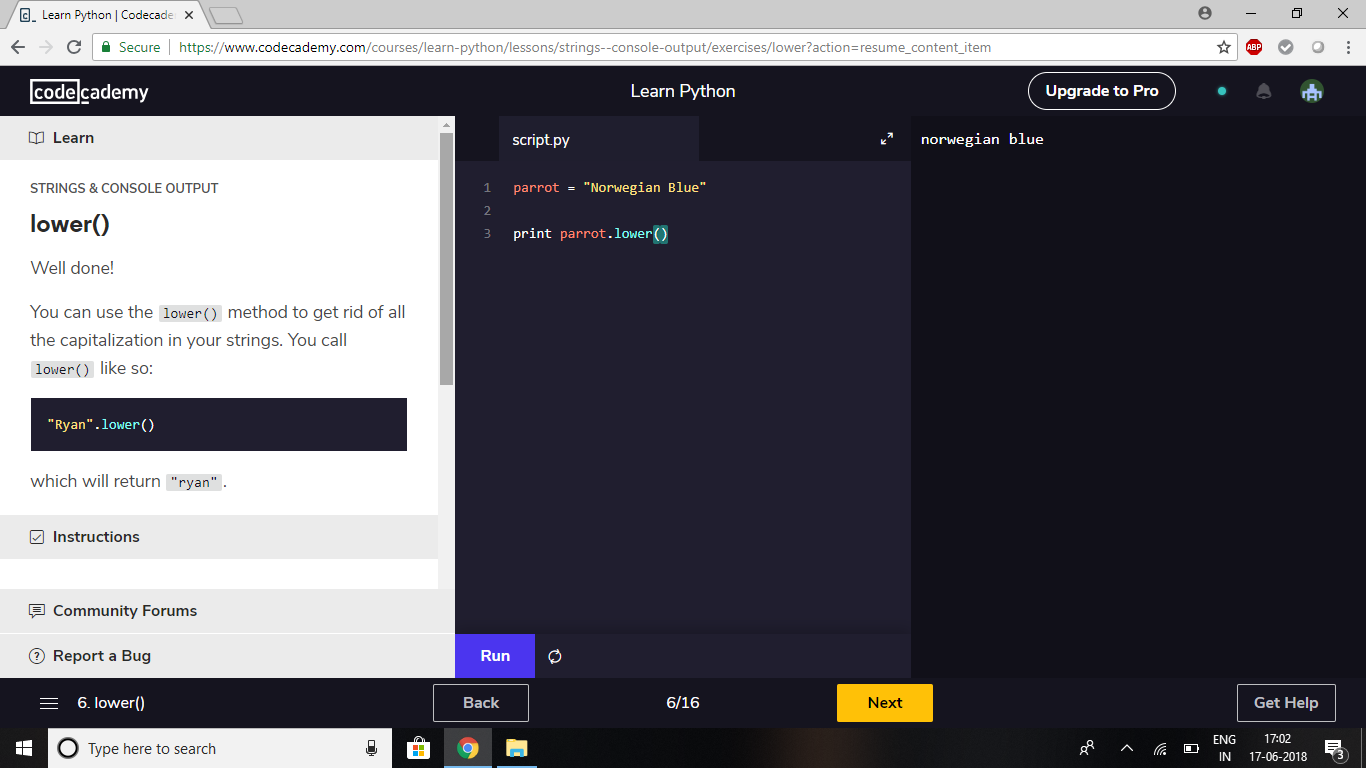 Learn Python | Codecade
Secure
https://www.codecademy.com/courses/learn-python/lessons/strings--console-output/exercises/lower?action=resume_content_item
ABP
codecademy
Learn Python
Upgrade to Pro
Learn
STRINGS & CONSOLE OUTPUT
lower()
Well done!
You can use the lower() method to get rid of all
the capitalization in your strings. You call
lower() like so:
"Ryan".lower()
which will return "ryan".
Instructions
Community Forums
Report a Bug
script.py
1 parrot = "Norwegian Blue"
2
3 print parrot.lower()
Run
norwegian blue
6. lower()
Back
6/16
Next
Get Help
Type here to search
ENG
IN
17:02
17-06-2018
3